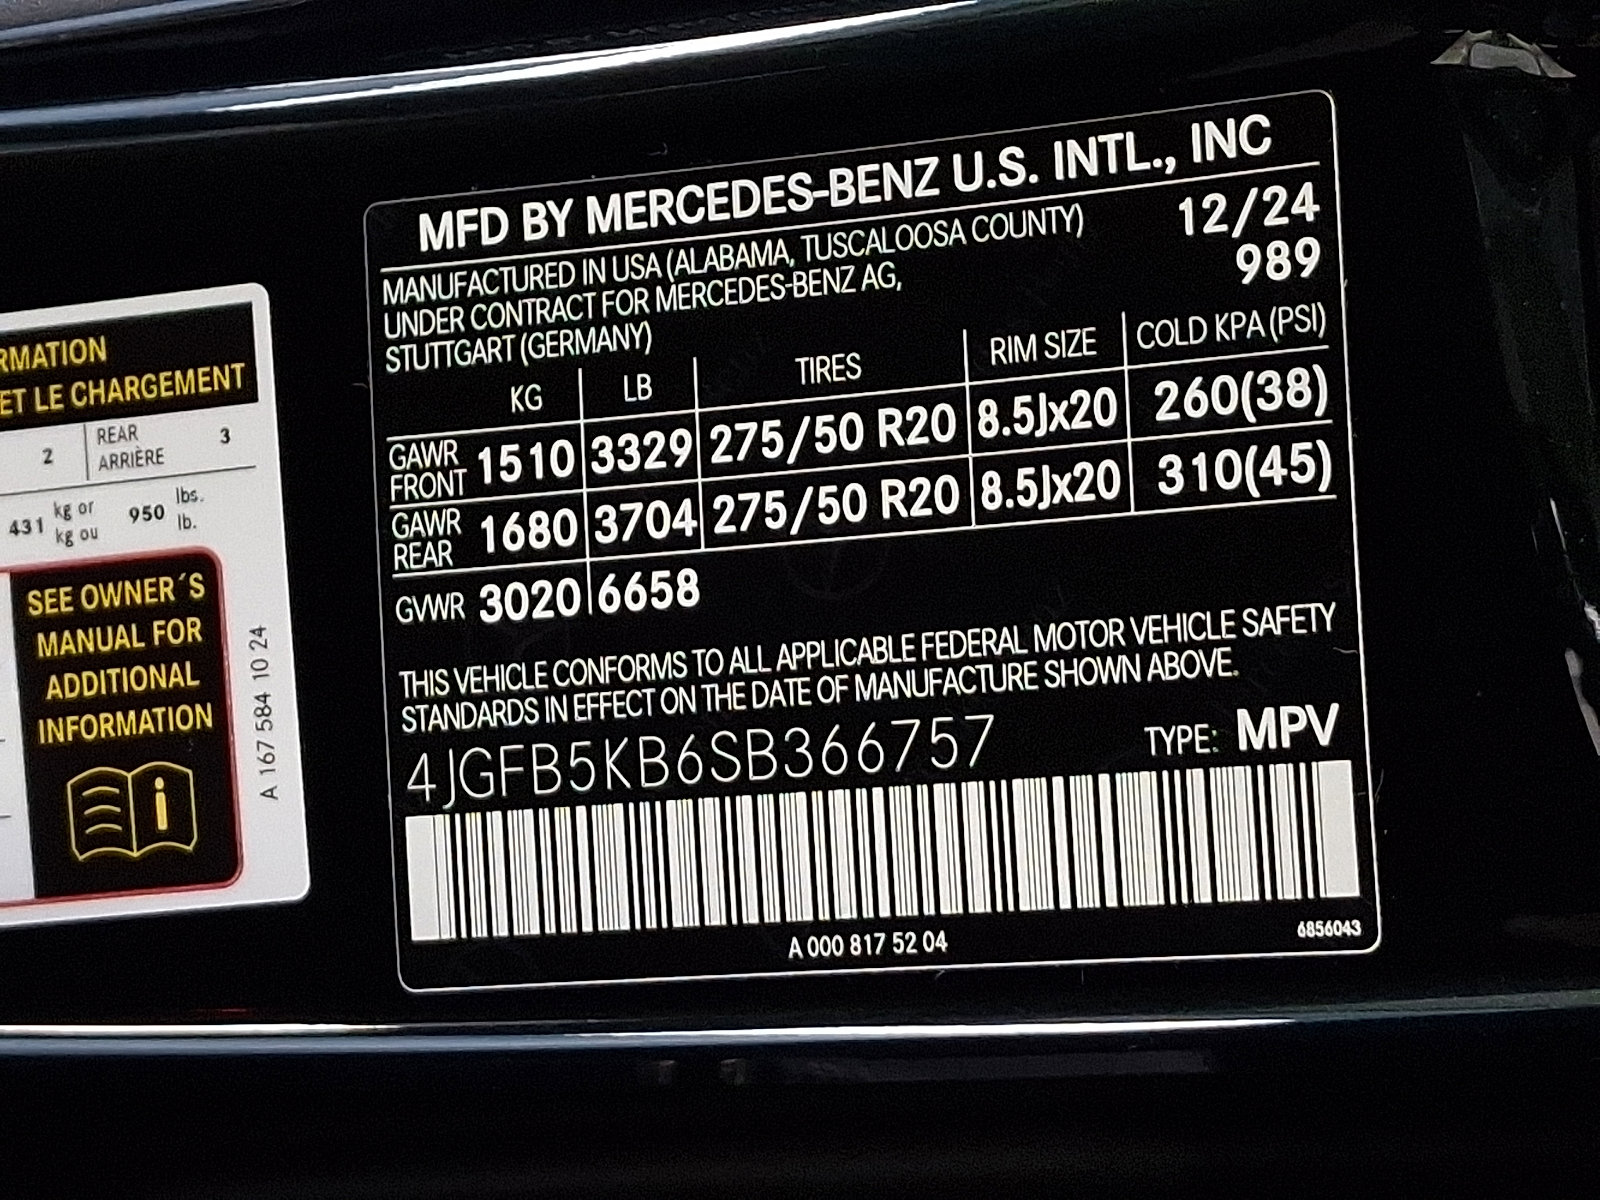 RMATION
ET LE CHARGEMENT
2 REAR ARRIÈRE 3
431 kg or kg ou 950 lbs. lb.
SEE OWNER´S
MANUAL FOR
ADDITIONAL
INFORMATION
i
A 167 584 10 24
MFD BY MERCEDES-BENZ U.S. INTL., INC
MANUFACTURED IN USA (ALABAMA, TUSCALOOSA COUNTY) 12/24
UNDER CONTRACT FOR MERCEDES-BENZ AG, 989
STUTTGART (GERMANY)
KG LB TIRES RIM SIZE COLD KPA (PSI)
GAWR FRONT 1510 3329 275/50 R20 8.5Jx20 260(38)
GAWR REAR 1680 3704 275/50 R20 8.5Jx20 310(45)
GVWR 3020 6658
THIS VEHICLE CONFORMS TO ALL APPLICABLE FEDERAL MOTOR VEHICLE SAFETY
STANDARDS IN EFFECT ON THE DATE OF MANUFACTURE SHOWN ABOVE.
4JGFB5KB6SB366757 TYPE: MPV
A 000 817 52 04 6856043